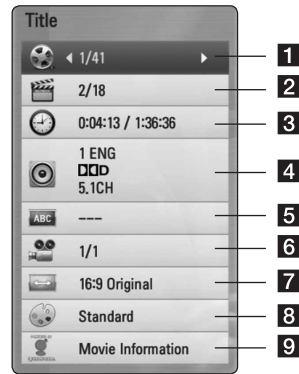 Title
1/41
1
2/18
2
0:04:13 / 1:36:36
3
1 ENG
DD D
5.1CH
4
ABC
---
5
1/1
6
16:9 Original
7
Standard
8
Movie Information
9